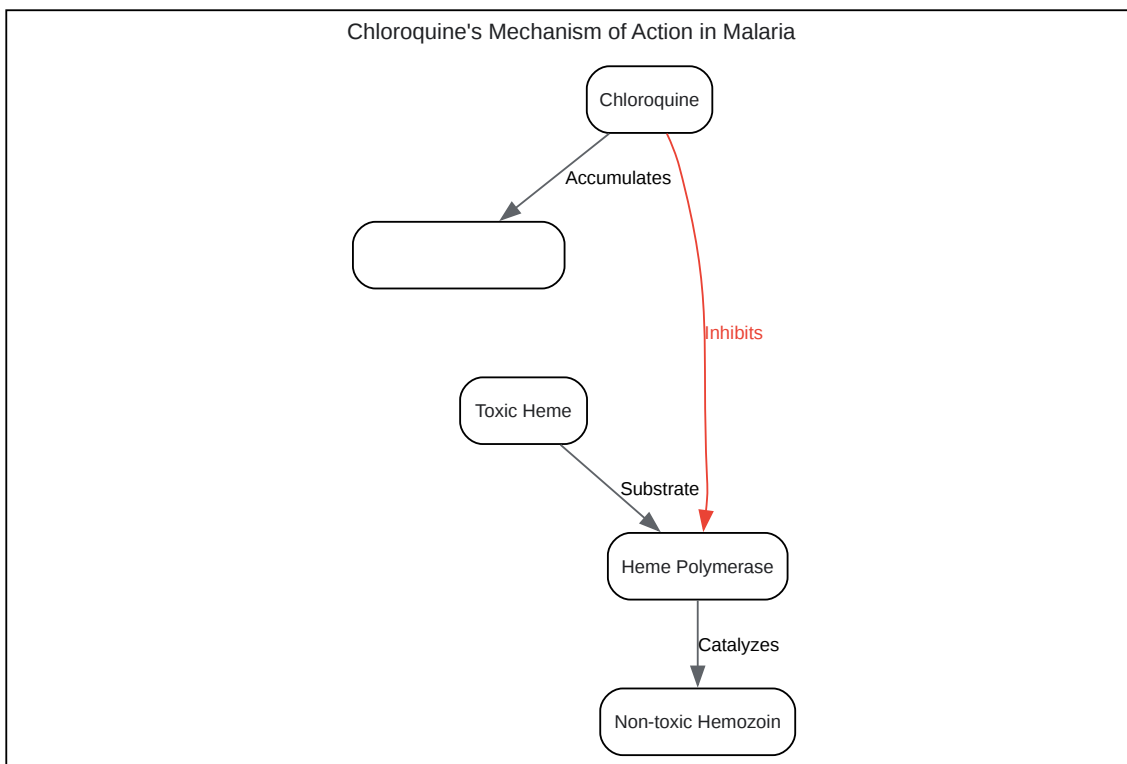 Chloroquine's Mechanism of Action in Malaria
Chloroquine
Accumulates
Inhibits
Toxic Heme
Substrate
Heme Polymerase
Catalyzes
Non-toxic Hemozoin